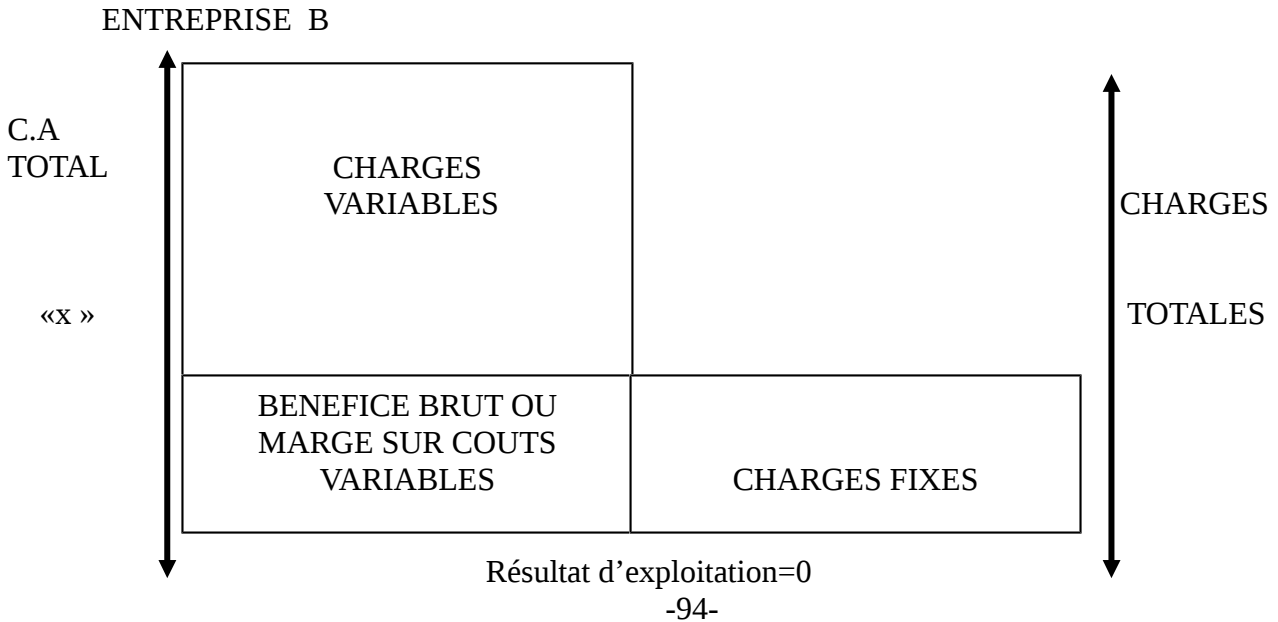 ENTREPRISE B
C.A
TOTAL
CHARGES
VARIABLES
CHARGES
«x »
TOTALES
BENEFICE BRUT OU
MARGE SUR COUTS
VARIABLES
CHARGES FIXES
Résultat d’exploitation=0
-94-